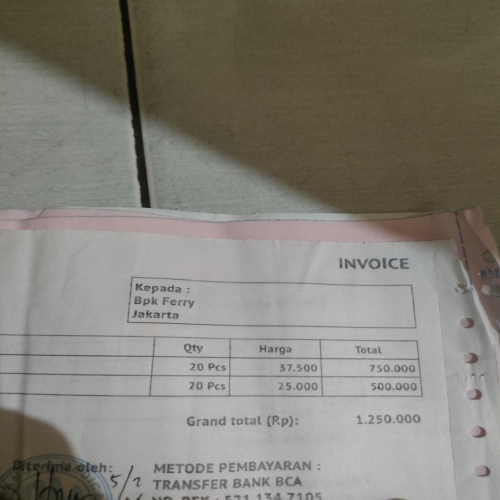 INVOICE
Kepada :
Bpk Ferry
Jakarta
Qty Harga Total
20 Pcs 37.500 750.000
20 Pcs 25.000 500.000
Grand total (Rp): 1.250.000
Diterima oleh: METODE PEMBAYARAN :
5/2 TRANSFER BANK BCA
NO. REK : 521 134 7105